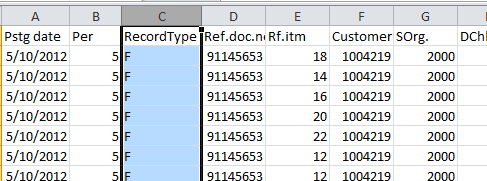 A B C D E F G
Pstg date Per RecordType Ref.doc.no Rf.itm Customer SOrg. DChl
5/10/2012 5 F 91145653 18 1004219 2000
5/10/2012 5 F 91145653 14 1004219 2000
5/10/2012 5 F 91145653 16 1004219 2000
5/10/2012 5 F 91145653 20 1004219 2000
5/10/2012 5 F 91145653 22 1004219 2000
5/10/2012 5 F 91145653 12 1004219 2000
5/10/2012 5 F 91145653 12 1004219 2000